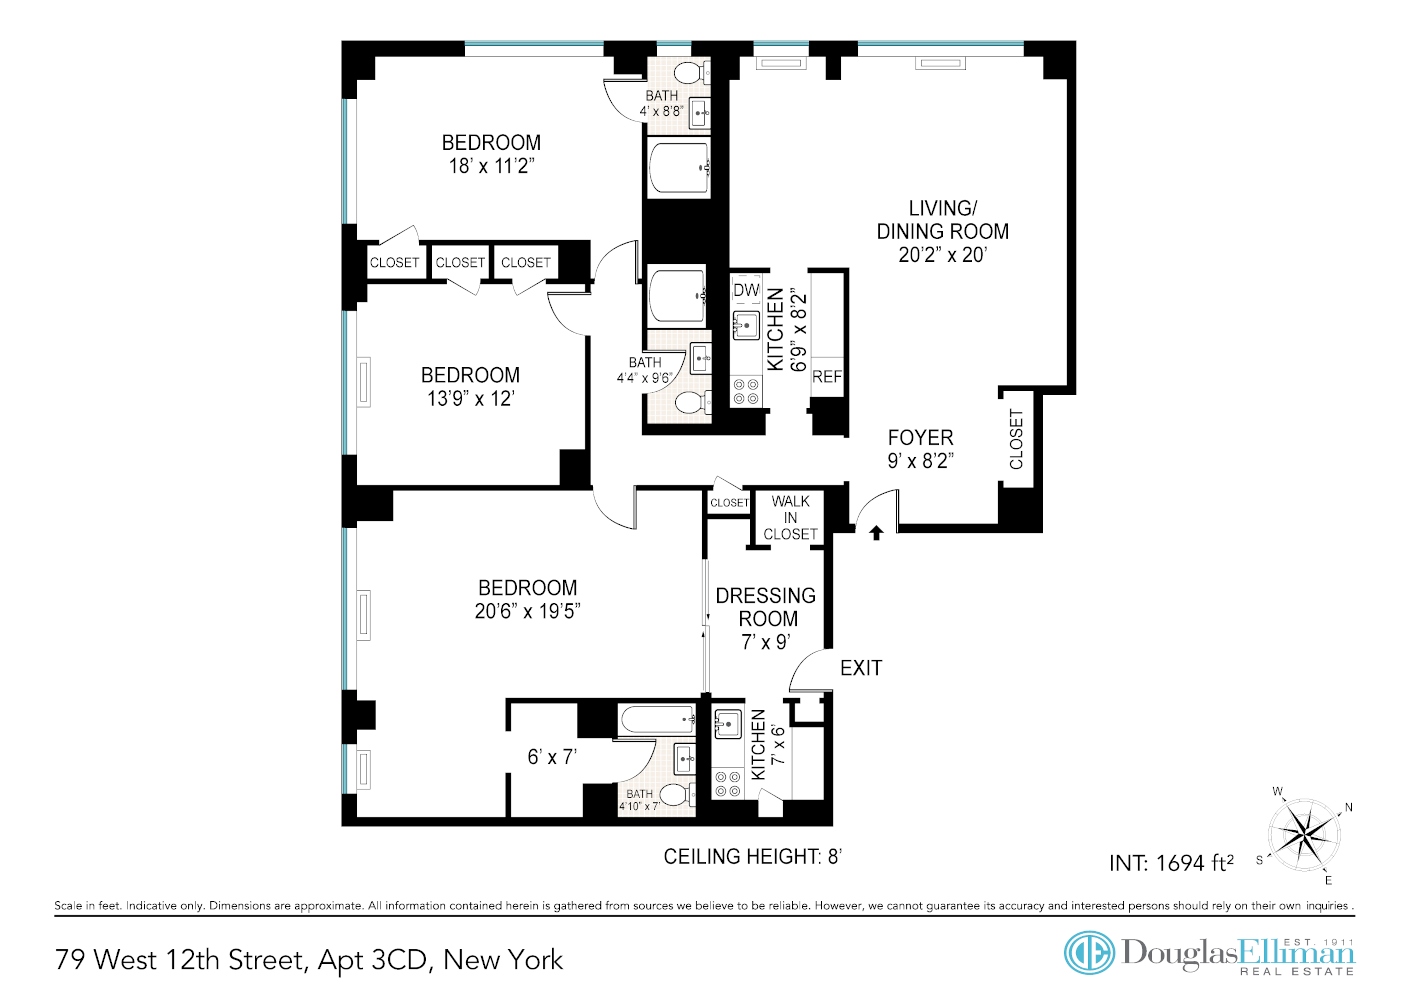 BATH
4' x 8'8"
BEDROOM
18' x 11'2"
LIVING/
DINING ROOM
20'2" x 20'
CLOSET
CLOSET
CLOSET
DW
KITCHEN
6'9" x 8'2"
REF
BATH
4'4" x 9'6"
BEDROOM
13'9" x 12'
FOYER
9' x 8'2"
CLOSET
CLOSET
WALK
IN
CLOSET
BEDROOM
20'6" x 19'5"
DRESSING
ROOM
7' x 9'
EXIT
6' x 7'
KITCHEN
7' x 6'
BATH
4'10" x 7'
CEILING HEIGHT: 8'
INT: 1694 ft²
W
N
S
E
Scale in feet. Indicative only. Dimensions are approximate. All information contained herein is gathered from sources we believe to be reliable. However, we cannot guarantee its accuracy and interested persons should rely on their own inquiries .
79 West 12th Street, Apt 3CD, New York
DE
EST. 1911
DouglasElliman
REAL ESTATE